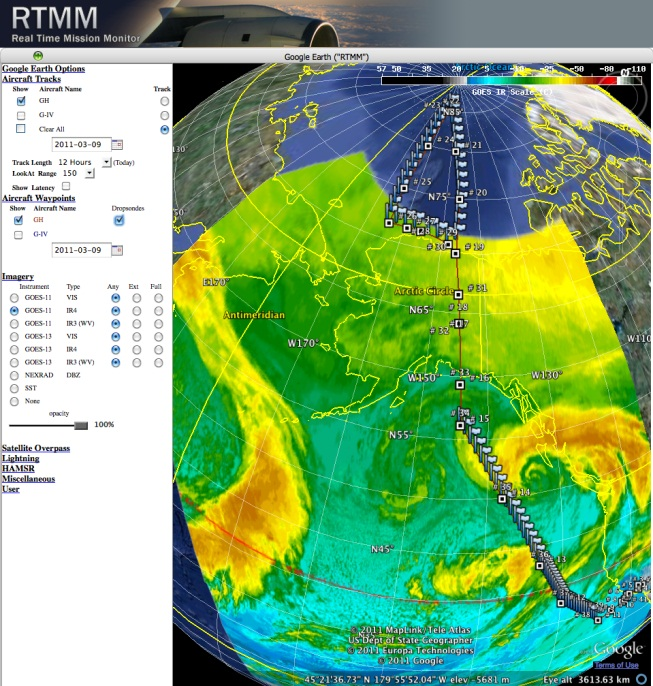 RTMM
Real Time Mission Monitor
Google Earth ("RTMM")
Google Earth Options
Aircraft Tracks
Show Aircraft Name Track
GH
G-IV
Clear All
2011-03-09
Track Length 12 Hours (Today)
LookAt Range 150
Show Latency
Aircraft Waypoints
Show Aircraft Name Dropsondes
GH
G-IV
2011-03-09
Imagery
Instrument Type Any Ext Full
GOES-11 VIS
GOES-11 IR4
GOES-11 IR3 (WV)
GOES-13 VIS
GOES-13 IR4
GOES-13 IR3 (WV)
NEXRAD DBZ
SST
None
opacity
100%
Satellite Overpass
Lightning
HAMSR
Miscellaneous
User
57 50 35 20 -25 -50 -80 110
GOES IR Scale
N
# 24
# 21
# 25
N75
# 20
# 30
# 19
E170°
Arctic Circle
# 31
N65°
# 18
Antimeridian
# 32
W170°
W110
W150°
# 16
W130°
# 15
N55°
# 14
N45°
# 13
© 2011 MapLink/Tele Atlas
US Dept of State Geographer
© 2011 Europa Technologies
© 2011 Google
Google
Terms of Use
45°21'36.73" N 179°55'52.04" W elev -5681 m Eye alt 3613.63 km